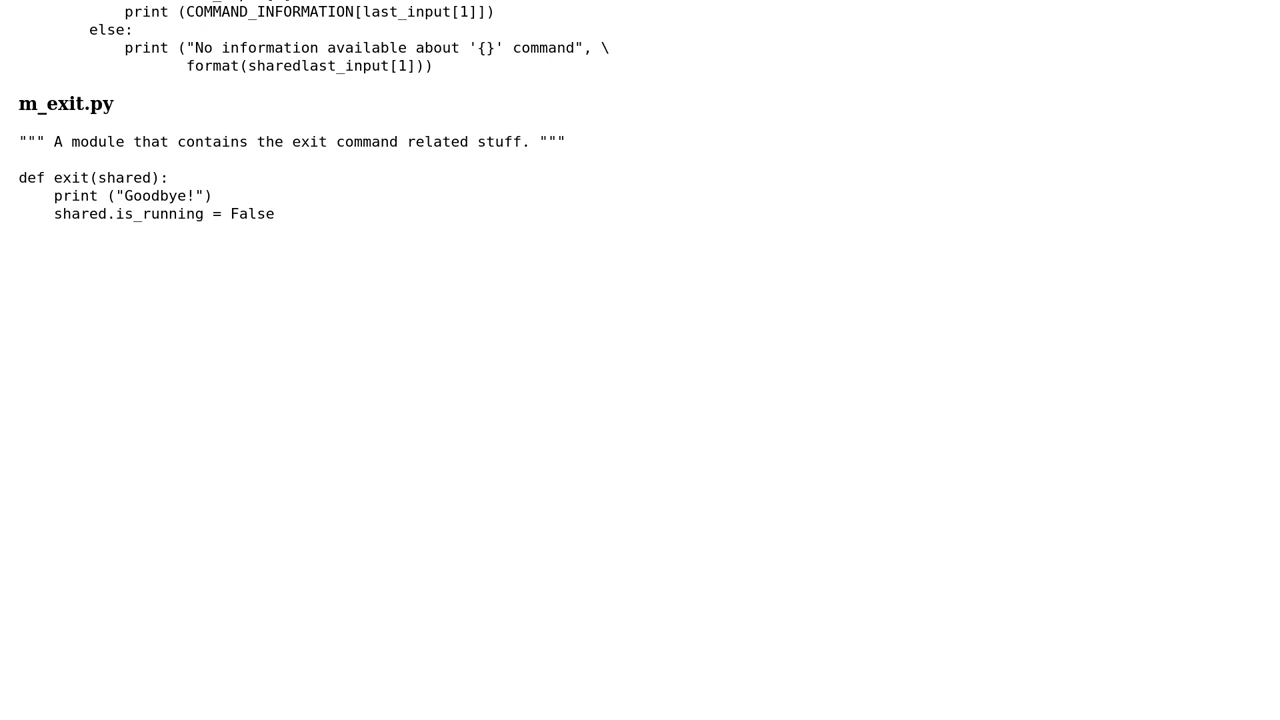 print (COMMAND_INFORMATION[last_input[1]])
else:
print ("No information available about '{}' command", \
format(sharedlast_input[1]))
m_exit.py
""" A module that contains the exit command related stuff. """
def exit(shared):
print ("Goodbye!")
shared.is_running = False